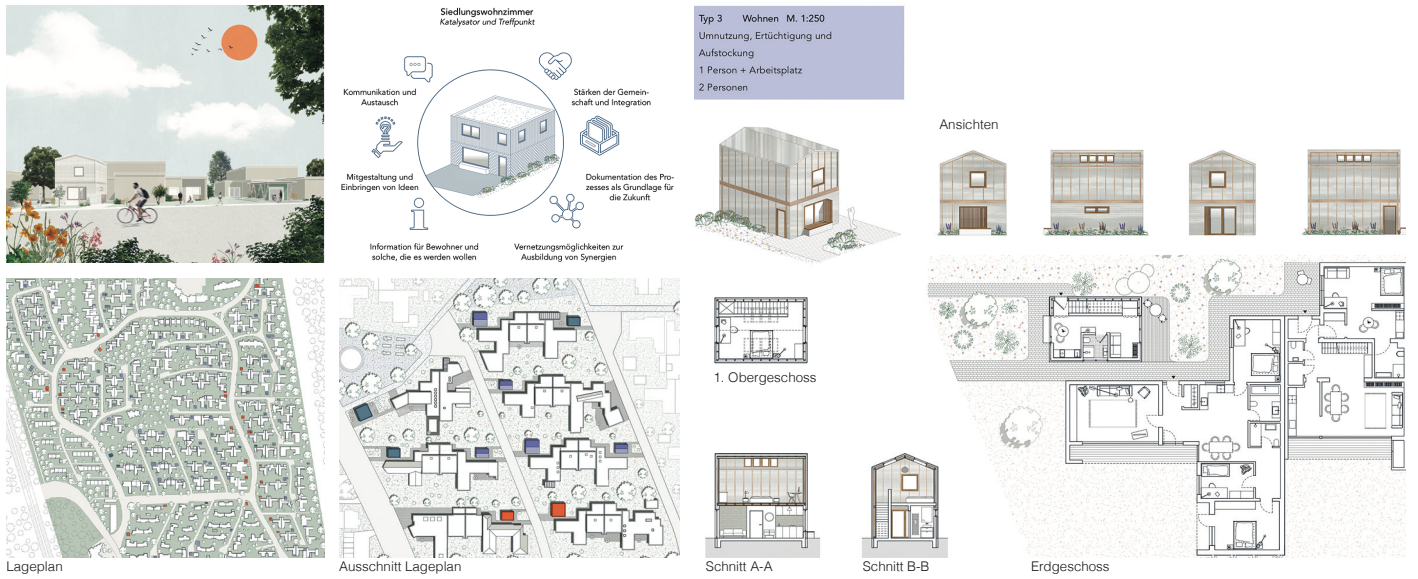 Siedlungswohnzimmer
Katalysator und Treffpunkt
Kommunikation und
Austausch
Stärken der Gemein-
schaft und Integration
Mitgestaltung und
Einbringen von Ideen
Dokumentation des Pro-
zesses als Grundlage für
die Zukunft
Information für Bewohner und
solche, die es werden wollen
Vernetzungsmöglichkeiten zur
Ausbildung von Synergien
Typ 3 Wohnen M. 1:250
Umnutzung, Ertüchtigung und
Aufstockung
1 Person + Arbeitsplatz
2 Personen
Ansichten
1. Obergeschoss
Lageplan
Ausschnitt Lageplan
Schnitt A-A
Schnitt B-B
Erdgeschoss